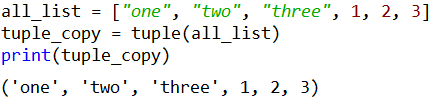 all_list = ["one", "two", "three", 1, 2, 3]
tuple_copy = tuple(all_list)
print(tuple_copy)
('one', 'two', 'three', 1, 2, 3)